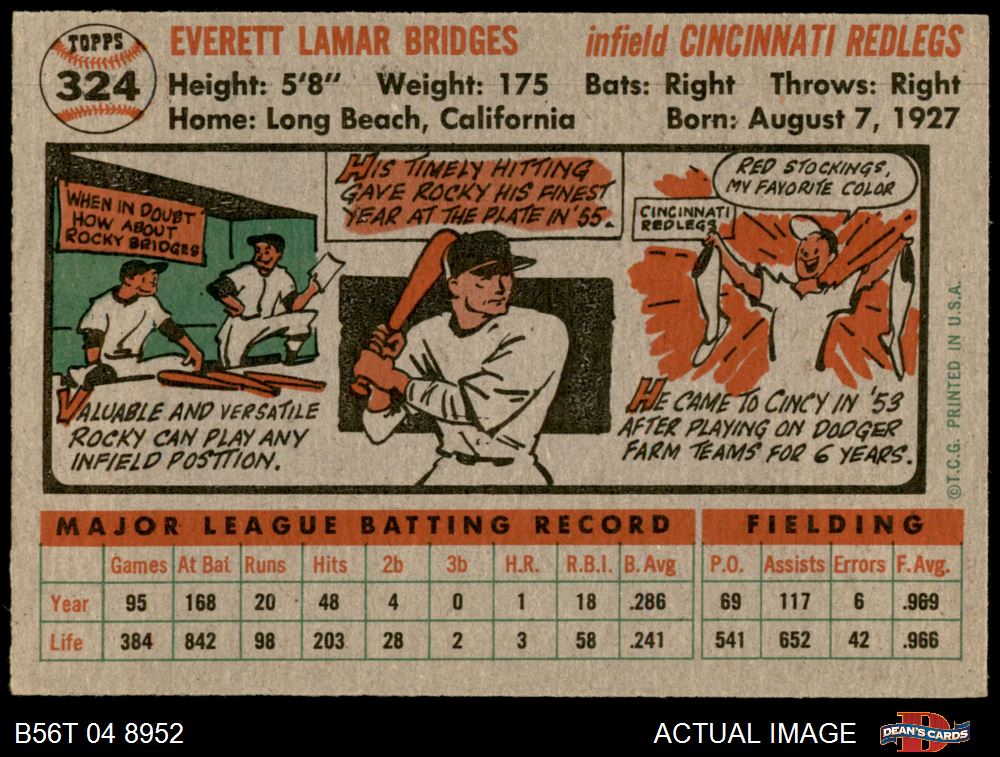 TOPPS
324
EVERETT LAMAR BRIDGES
infield CINCINNATI REDLEGS
Height: 5'8" Weight: 175 Bats: Right Throws: Right
Home: Long Beach, California Born: August 7, 1927
WHEN IN DOUBT
HOW ABOUT
ROCKY BRIDGES
VALUABLE AND VERSATILE
ROCKY CAN PLAY ANY
INFIELD POSITION.
HIS TIMELY HITTING
GAVE ROCKY HIS FINEST
YEAR AT THE PLATE IN '55.
RED STOCKINGS,
MY FAVORITE COLOR
CINCINNATI
REDLEGS
HE CAME TO CINCY IN '53
AFTER PLAYING ON DODGER
FARM TEAMS FOR 6 YEARS.
©T.C.G. PRINTED IN U.S.A.
MAJOR LEAGUE BATTING RECORD FIELDING
Games At Bat Runs Hits 2b 3b H.R. R.B.I. B. Avg P.O. Assists Errors F. Avg.
Year 95 168 20 48 4 0 1 18 .286 69 117 6 .969
Life 384 842 98 203 28 2 3 58 .241 541 652 42 .966
B56T 04 8952
ACTUAL IMAGE
DEAN'S CARDS